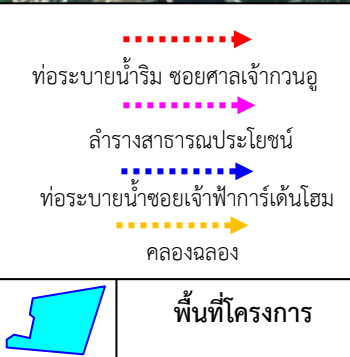 ท่อระบายน้ำริม ซอยศาลเจ้ากวนอู
ลำรางสาธารณประโยชน์
ท่อระบายน้ำซอยเจ้าฟ้าการ์เด้นโฮม
คลองฉลอง
พื้นที่โครงการ